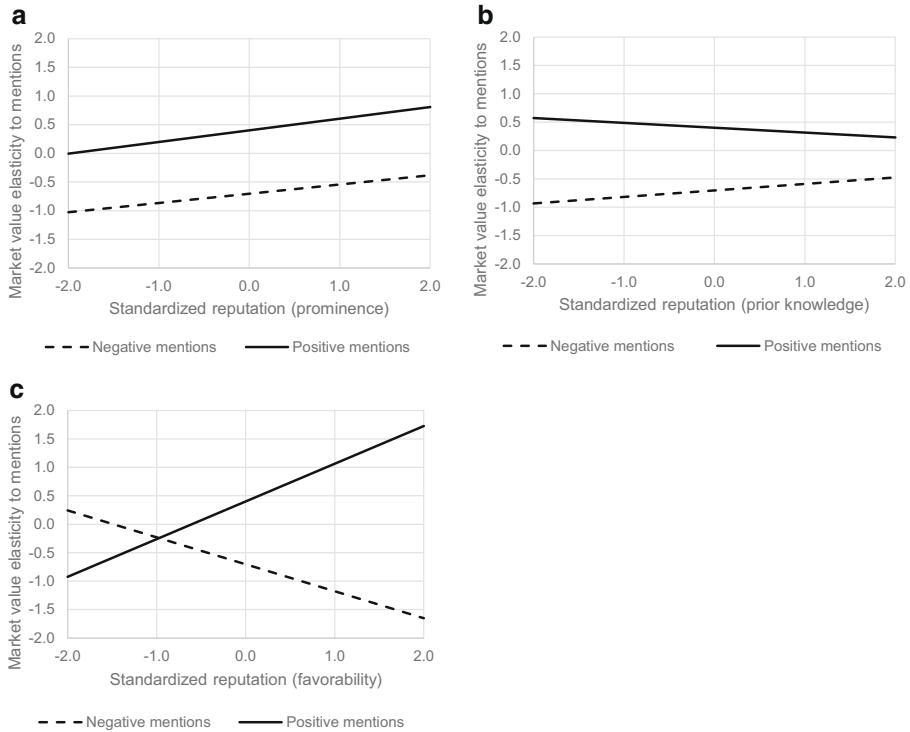 a
Market value elasticity to mentions
2.0
1.5
1.0
0.5
0.0
-0.5
-1.0
-1.5
-2.0
-2.0 -1.0 0.0 1.0 2.0
Standardized reputation (prominence)
Negative mentions Positive mentions
b
Market value elasticity to mentions
2.0
1.5
1.0
0.5
0.0
-0.5
-1.0
-1.5
-2.0
-2.0 -1.0 0.0 1.0 2.0
Standardized reputation (prior knowledge)
Negative mentions Positive mentions
c
Market value elasticity to mentions
2.0
1.5
1.0
0.5
0.0
-0.5
-1.0
-1.5
-2.0
-2.0 -1.0 0.0 1.0 2.0
Standardized reputation (favorability)
Negative mentions Positive mentions